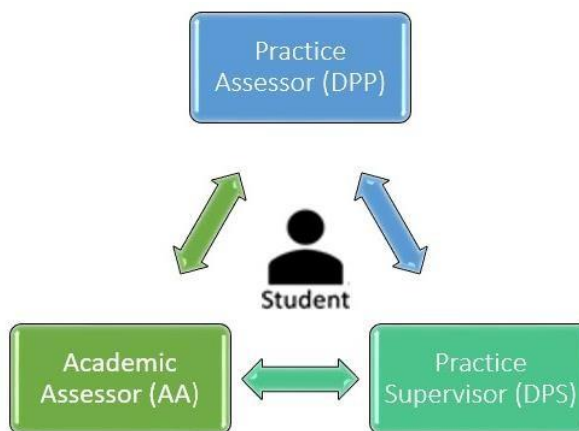 Practice
Assessor (DPP)
Student
Academic
Assessor (AA)
Practice
Supervisor (DPS)